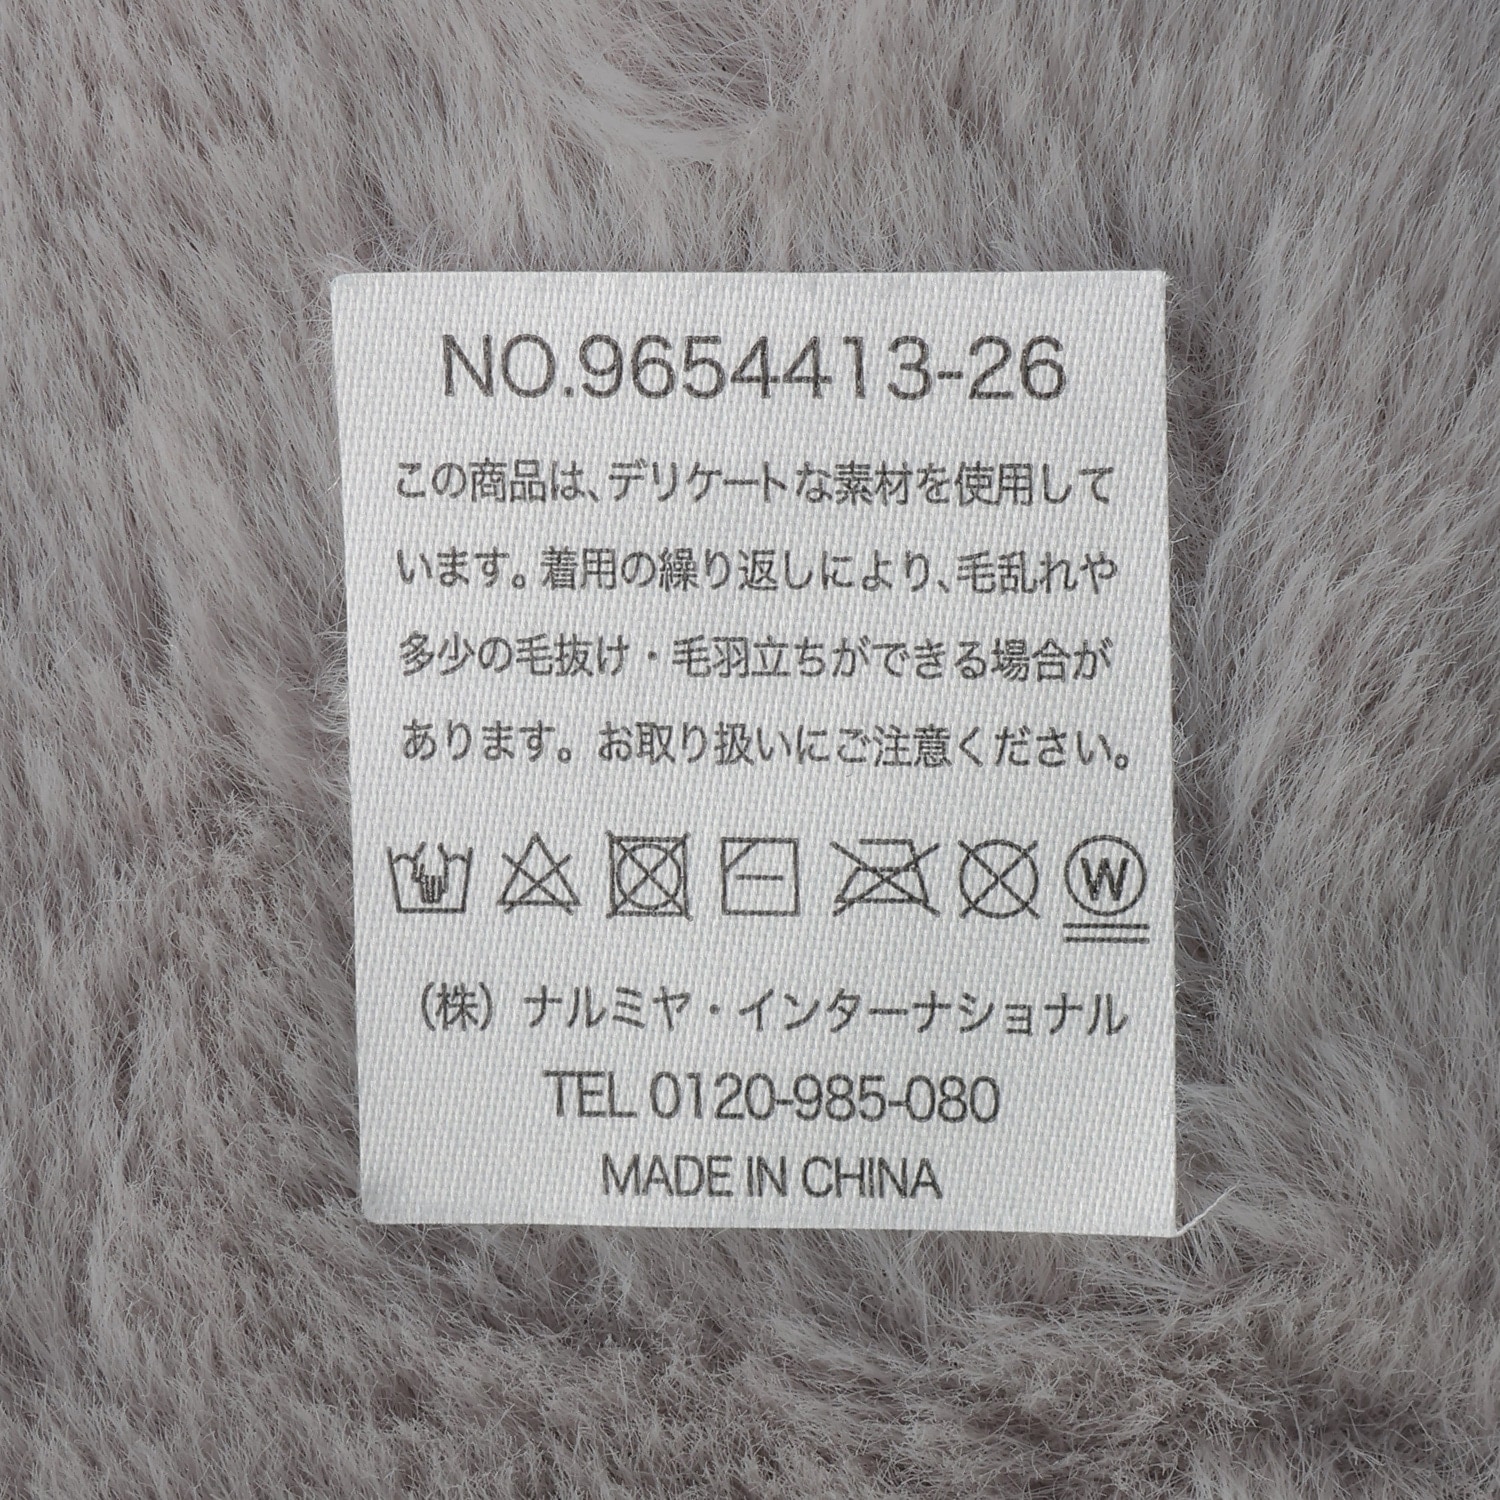 NO.9654413-26
この商品は、デリケートな素材を使用して
います。着用の繰り返しにより、毛乱れや
多少の毛抜け・毛羽立ちができる場合が
あります。お取り扱いにご注意ください。
W
（株）ナルミヤ・インターナショナル
TEL 0120-985-080
MADE IN CHINA